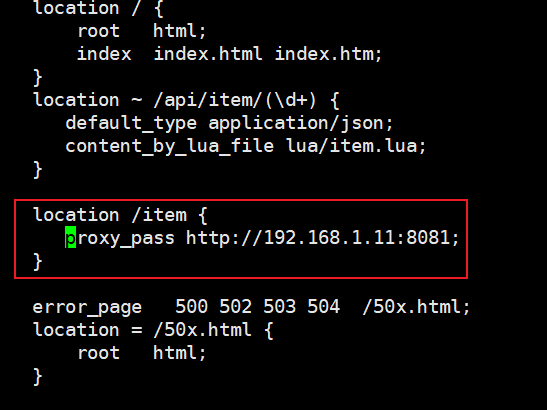 location / {
root html;
index index.html index.htm;
}
location ~ /api/item/(\d+) {
default_type application/json;
content_by_lua_file lua/item.lua;
}
location /item {
proxy_pass http://192.168.1.11:8081;
}
error_page 500 502 503 504 /50x.html;
location = /50x.html {
root html;
}